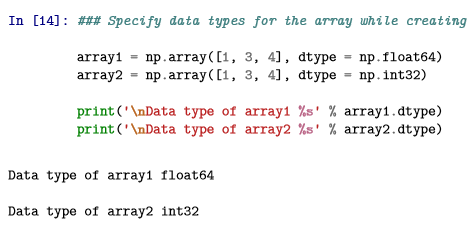 In [14]: ### Specify data types for the array while creating
array1 = np.array([1, 3, 4], dtype = np.float64)
array2 = np.array([1, 3, 4], dtype = np.int32)
print('\nData type of array1 %s' % array1.dtype)
print('\nData type of array2 %s' % array2.dtype)
Data type of array1 float64
Data type of array2 int32